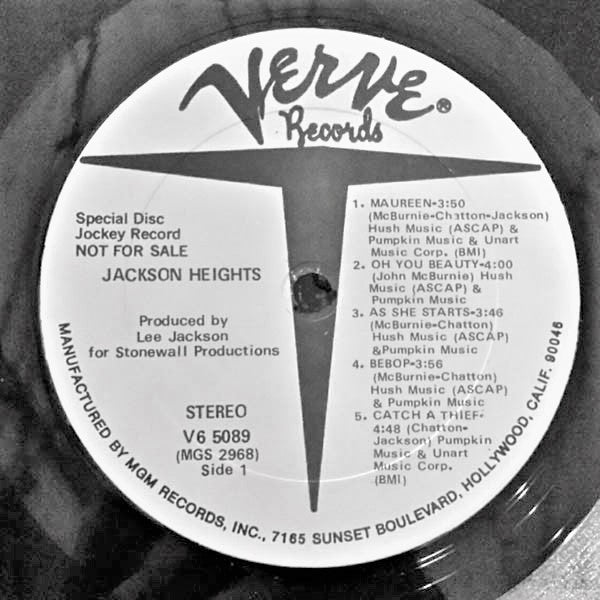 VERVE®
Records
Special Disc
Jockey Record
NOT FOR SALE
JACKSON HEIGHTS
Produced by
Lee Jackson
for Stonewall Productions
STEREO
V6 5089
(MGS 2968)
Side 1
1. MAUREEN-3:50
(McBurnie-Chatton-Jackson)
Hush Music (ASCAP) &
Pumpkin Music & Unart
Music Corp. (BMI)
2. OH YOU BEAUTY-4:00
(John McBurnie) Hush
Music (ASCAP) &
Pumpkin Music
3. AS SHE STARTS-3:46
(McBurnie-Chatton)
Hush Music (ASCAP)
&Pumpkin Music
4. BEBOP-3:56
(McBurnie-Chatton)
Hush Music (ASCAP)
& Pumpkin Music
5. CATCH A THIEF-
4:48 (Chatton-
Jackson) Pumpkin
Music & Unart
Music Corp.
(BMI)
MANUFACTURED BY MGM RECORDS, INC., 7165 SUNSET BOULEVARD, HOLLYWOOD, CALIF. 90046